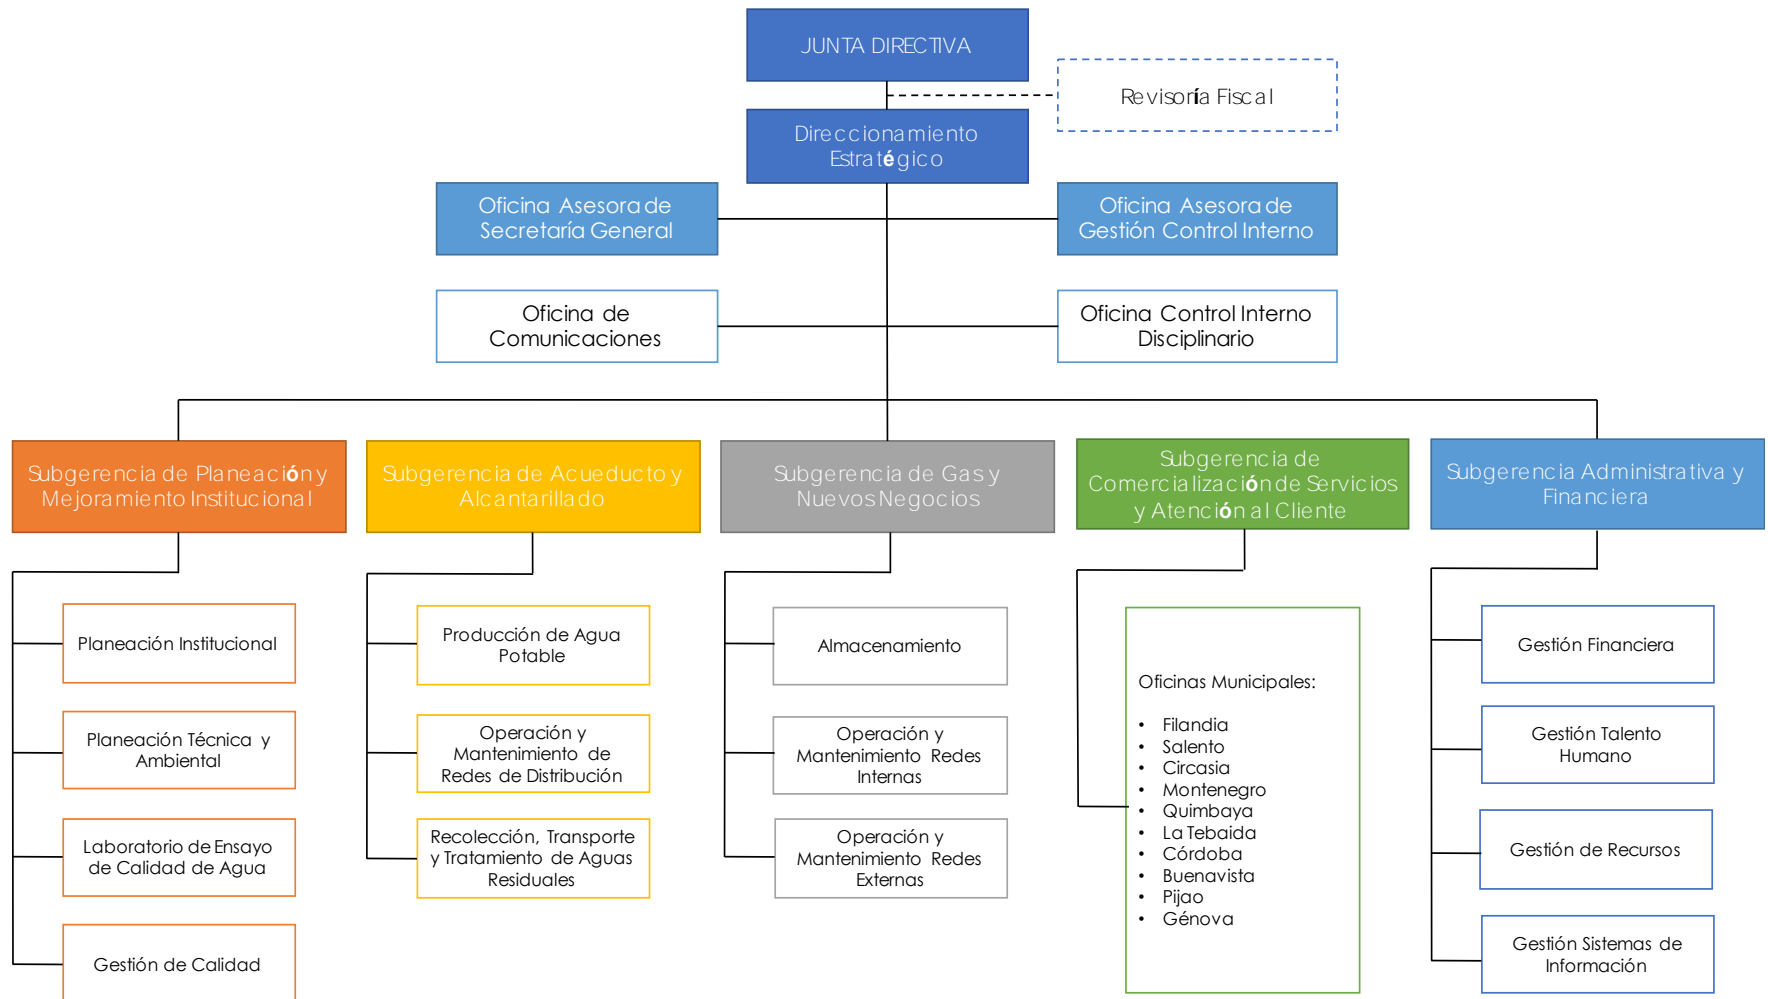 JUNTA DIRECTIVA
Revisoría Fiscal
Direccionamiento
Estratégico
Oficina Asesora de
Secretaría General
Oficina Asesora de
Gestión Control Interno
Oficina de
Comunicaciones
Oficina Control Interno
Disciplinario
Subgerencia de Planeación y
Mejoramiento Institucional
Subgerencia de Acueducto y
Alcantarillado
Subgerencia de Gas y
Nuevos Negocios
Subgerencia de
Comercialización de Servicios
y Atención al Cliente
Subgerencia Administrativa y
Financiera
Planeación Institucional
Planeación Técnica y
Ambiental
Laboratorio de Ensayo
de Calidad de Agua
Gestión de Calidad
Producción de Agua
Potable
Operación y
Mantenimiento de
Redes de Distribución
Recolección, Transporte
y Tratamiento de Aguas
Residuales
Almacenamiento
Operación y
Mantenimiento Redes
Internas
Operación y
Mantenimiento Redes
Externas
Oficinas Municipales:
• Filandia
• Salento
• Circasia
• Montenegro
• Quimbaya
• La Tebaida
• Córdoba
• Buenavista
• Pijao
• Génova
Gestión Financiera
Gestión Talento
Humano
Gestión de Recursos
Gestión Sistemas de
Información